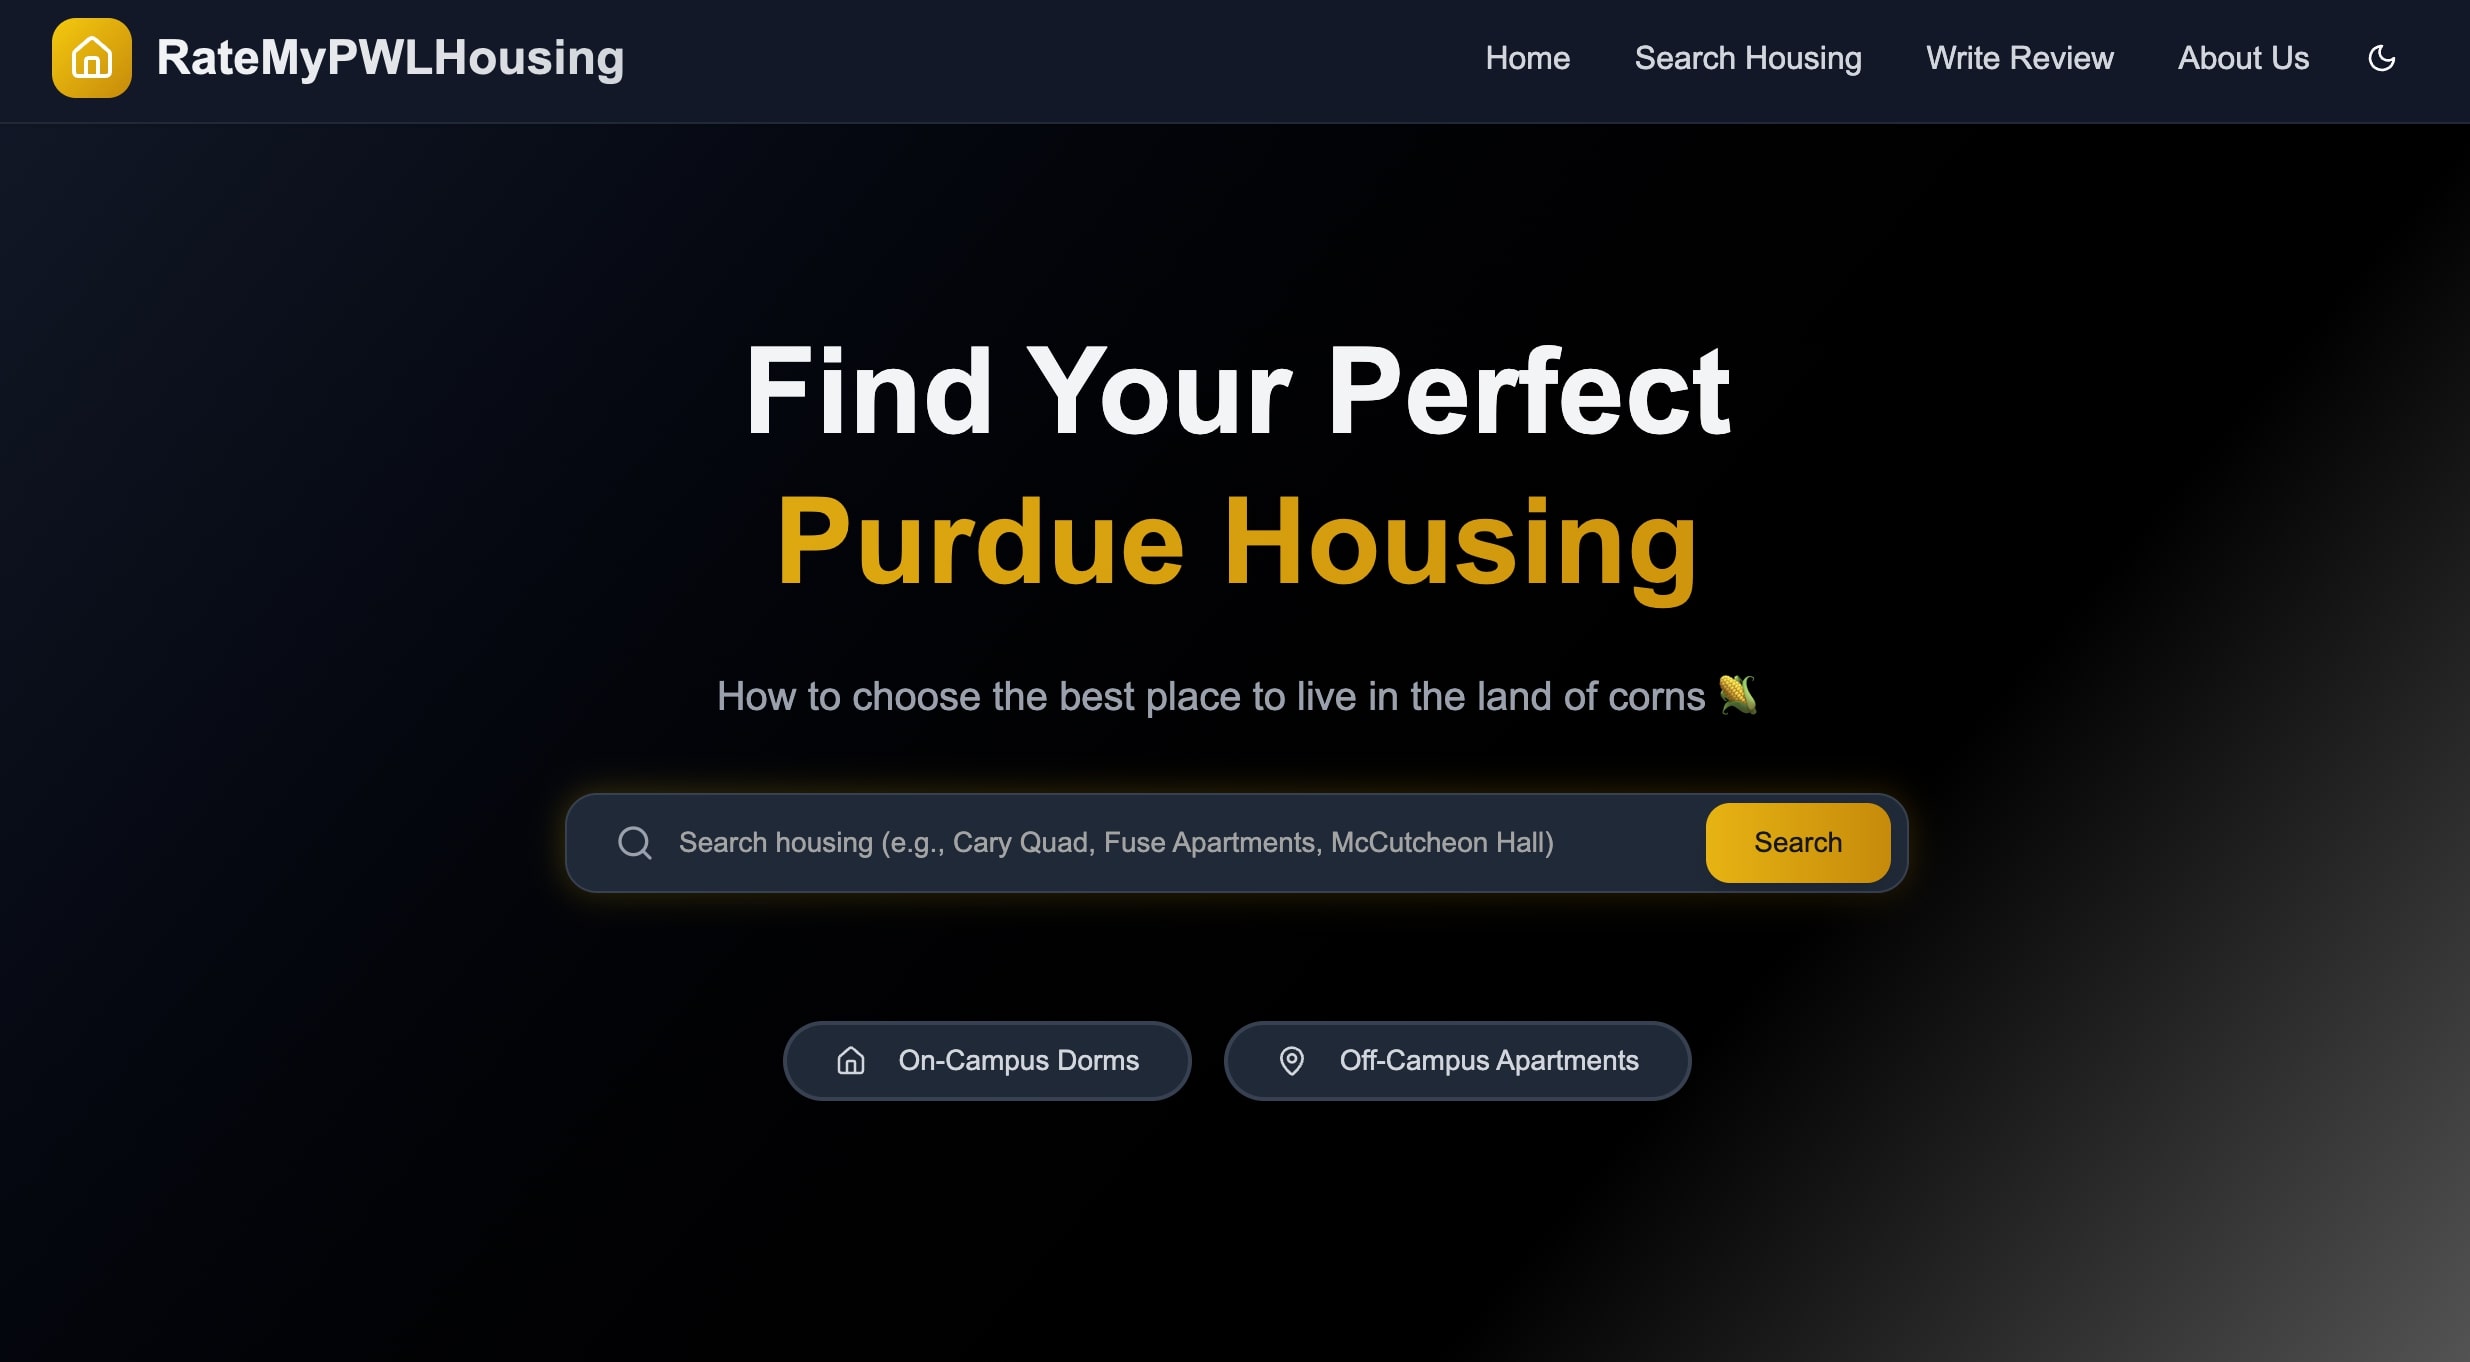 RateMyPWLHousing
Home
Search Housing
Write Review
About Us
Find Your Perfect
Purdue Housing
How to choose the best place to live in the land of corns 🌽
Search housing (e.g., Cary Quad, Fuse Apartments, McCutcheon Hall)
Search
On-Campus Dorms
Off-Campus Apartments